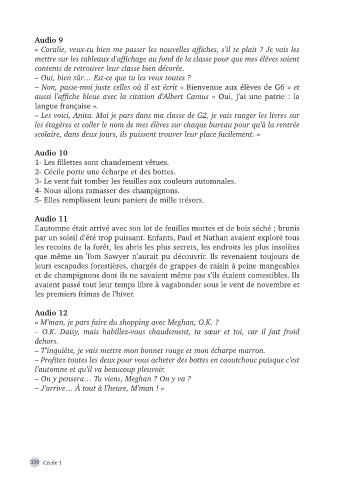 Audio 9
« Coralie, veux-tu bien me passer les nouvelles affiches, s'il te plait ? Je vais les
mettre sur les tableaux d'affichage au fond de la classe pour que mes élèves soient
contents de retrouver leur classe bien décorée.
– Oui, bien sûr… Est-ce que tu les veux toutes ?
– Non, passe-moi juste celles où il est écrit « Bienvenue aux élèves de G6 » et
aussi l'affiche bleue avec la citation d'Albert Camus « Oui, j'ai une patrie : la
langue française ».
– Les voici, Anita. Moi je pars dans ma classe de G2, je vais ranger les livres sur
les étagères et coller le nom de mes élèves sur chaque bureau pour qu'à la rentrée
scolaire, dans deux jours, ils puissent trouver leur place facilement. »
Audio 10
1- Les fillettes sont chaudement vêtues.
2- Cécile porte une écharpe et des bottes.
3- Le vent fait tomber les feuilles aux couleurs automnales.
4- Nous allons ramasser des champignons.
5- Elles remplissent leurs paniers de mille trésors.
Audio 11
L'automne était arrivé avec son lot de feuilles mortes et de bois séché ; brunis
par un soleil d'été trop puissant. Enfants, Paul et Nathan avaient exploré tous
les recoins de la forêt, les abris les plus secrets, les endroits les plus insolites
que même un Tom Sawyer n'aurait pu découvrir. Ils revenaient toujours de
leurs escapades forestières, chargés de grappes de raisin à peine mangeables
et de champignons dont ils ne savaient même pas s'ils étaient comestibles. Ils
avaient passé tout leur temps libre à vagabonder sous le vent de novembre et
les premiers frimas de l'hiver.
Audio 12
« M'man, je pars faire du shopping avec Meghan, O.K. ?
– O.K. Daisy, mais habillez-vous chaudement, ta sœur et toi, car il fait froid
dehors.
– T'inquiète, je vais mettre mon bonnet rouge et mon écharpe marron.
– Profitez toutes les deux pour vous acheter des bottes en caoutchouc puisque c'est
l'automne et qu'il va beaucoup pleuvoir.
– On y pensera… Tu viens, Meghan ? On y va ?
– J'arrive… À tout à l'heure, M'man ! »
330 Cécile 1